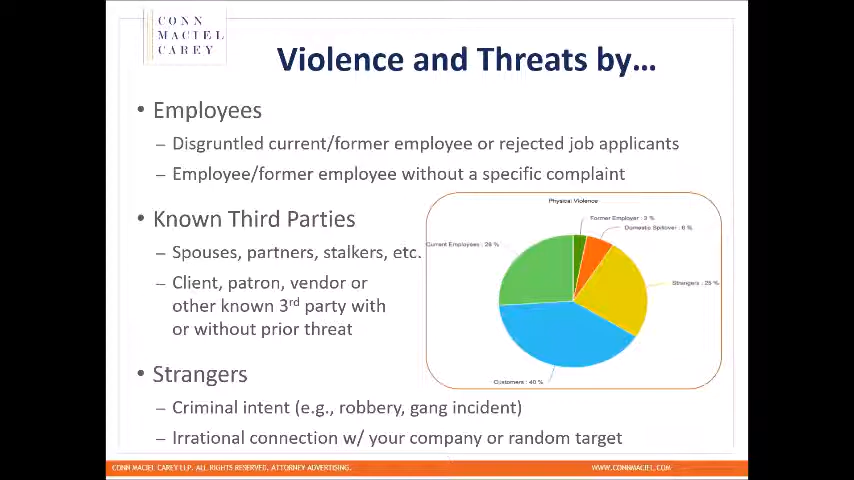 CONN
MACIEL
CAREY
Violence and Threats by…
• Employees
– Disgruntled current/former employee or rejected job applicants
– Employee/former employee without a specific complaint
• Known Third Parties
– Spouses, partners, stalkers, etc.
– Client, patron, vendor or
other known 3rd party with
or without prior threat
Physical Violence
Former Employer : 3 %
Domestic Spillover : 6 %
Current Employees : 26 %
Strangers : 25 %
Customers : 40 %
• Strangers
– Criminal intent (e.g., robbery, gang incident)
– Irrational connection w/ your company or random target
CONN MACIEL CAREY LLP. ALL RIGHTS RESERVED. ATTORNEY ADVERTISING.
WWW.CONNMACIEL.COM